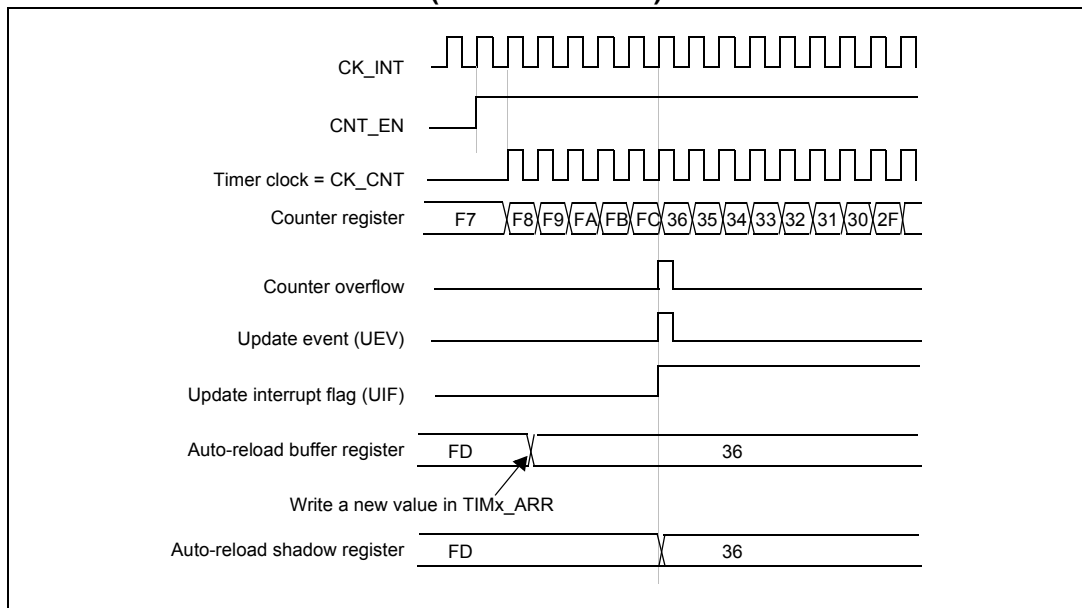 CK_INT
CNT_EN
Timer clock = CK_CNT
Counter register F7 F8 F9 FA FB FC 36 35 34 33 32 31 30 2F
Counter overflow
Update event (UEV)
Update interrupt flag (UIF)
Auto-reload buffer register FD 36
Write a new value in TIMx_ARR
Auto-reload shadow register FD 36